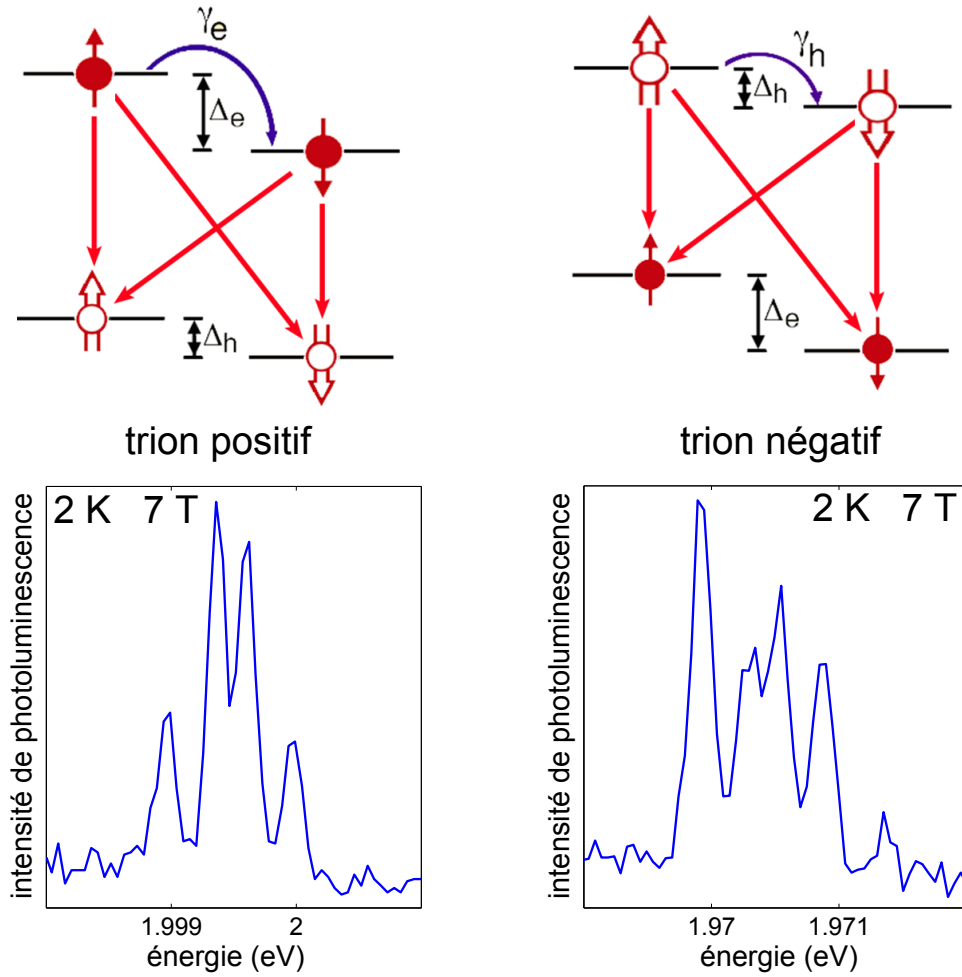 γe
Δe
Δh
γh
Δh
Δe
trion positif
trion négatif
2 K 7 T
intensité de photoluminescence
1.999
2
énergie (eV)
2 K 7 T
intensité de photoluminescence
1.97
1.971
énergie (eV)